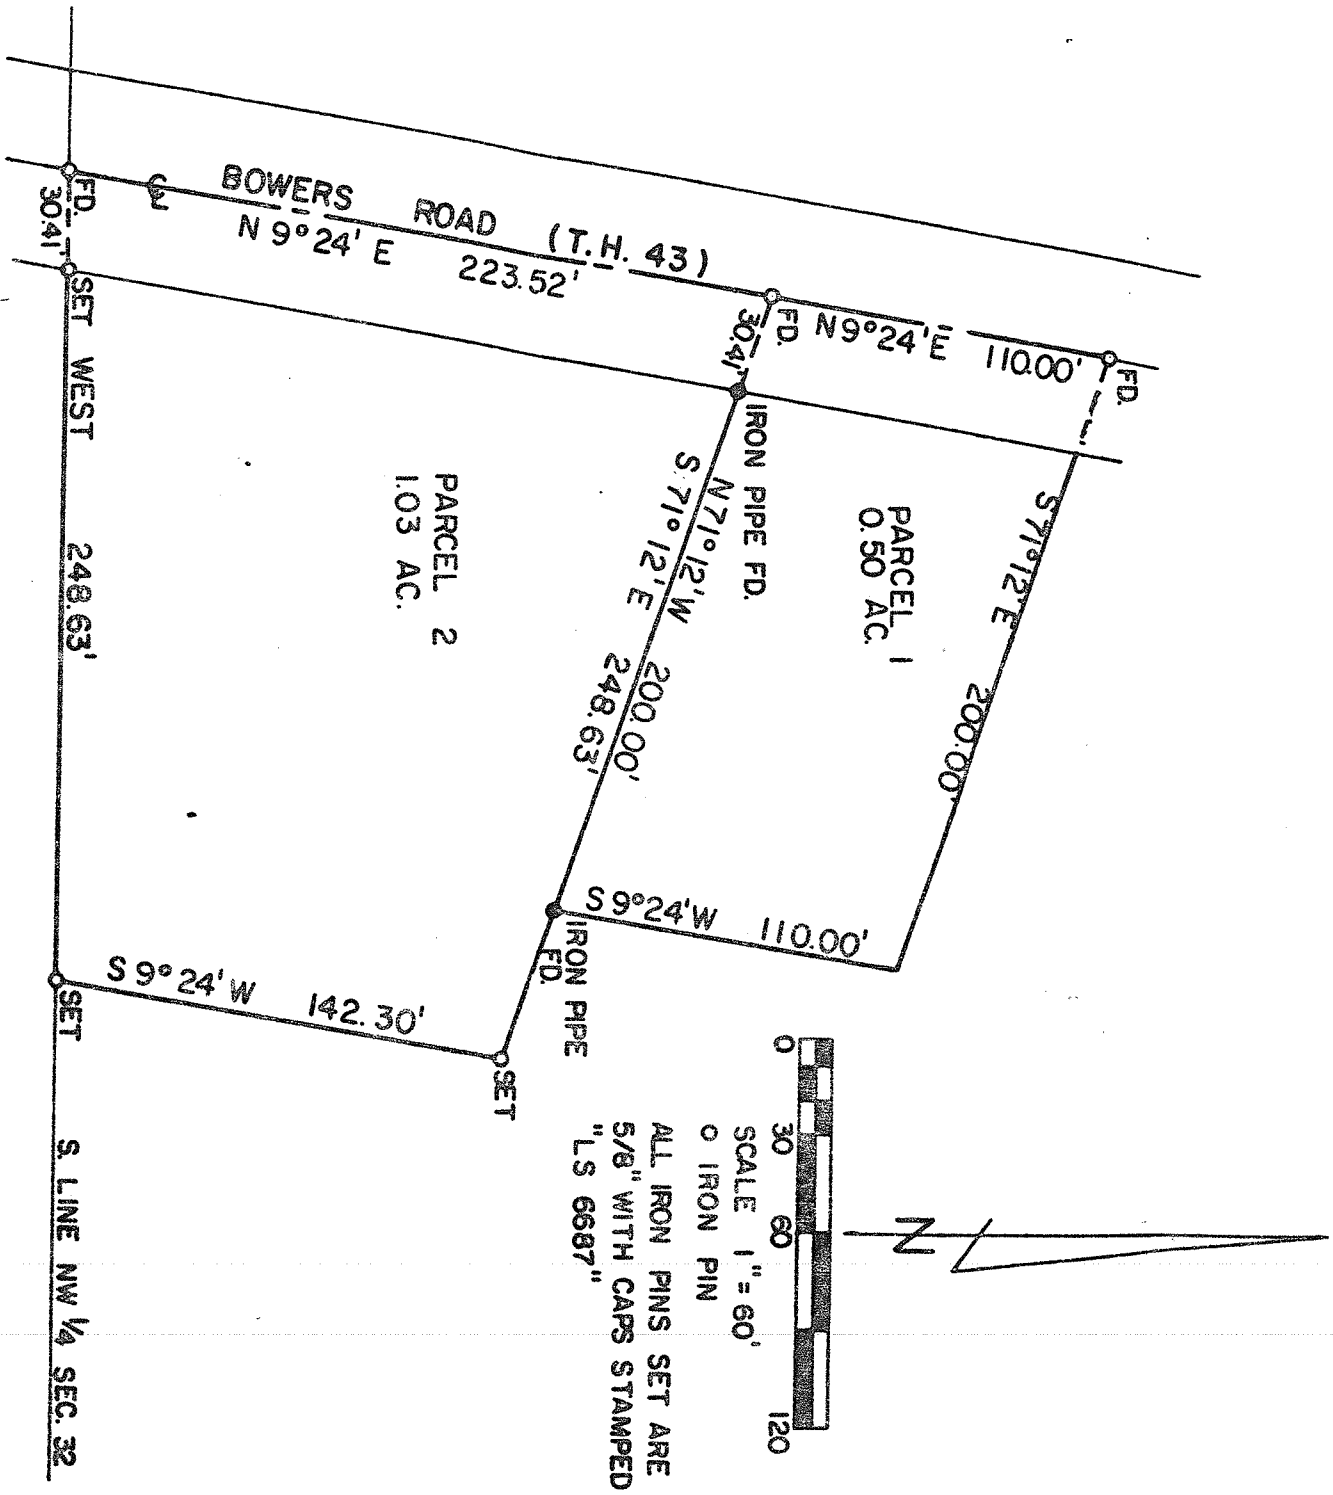 BOWERS ROAD (T. H. 43)
N 9° 24' E 223.52'
℄
FD.
30.41'
SET
WEST 248.63'
FD.
30.41'
N 9° 24' E 110.00'
FD.
IRON PIPE FD.
S 71° 12' E 200.00'
PARCEL 1
0.50 AC.
N 71° 12' W 200.00'
S 71° 12' E 248.63'
PARCEL 2
1.03 AC.
S 9° 24' W 110.00'
IRON PIPE
FD.
S 9° 24' W 142.30'
SET
SET
S. LINE NW 1/4 SEC. 32
N
0 30 60 120
SCALE 1" = 60'
O IRON PIN
ALL IRON PINS SET ARE
5/8" WITH CAPS STAMPED
"LS 6687"